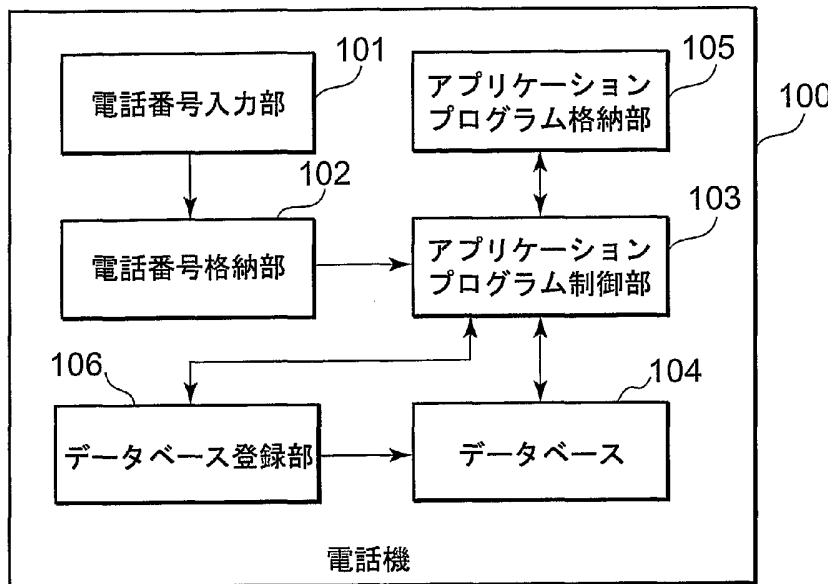 101
電話番号入力部
105
アプリケーション
プログラム格納部
100
102
電話番号格納部
103
アプリケーション
プログラム制御部
106
データベース登録部
104
データベース
電話機